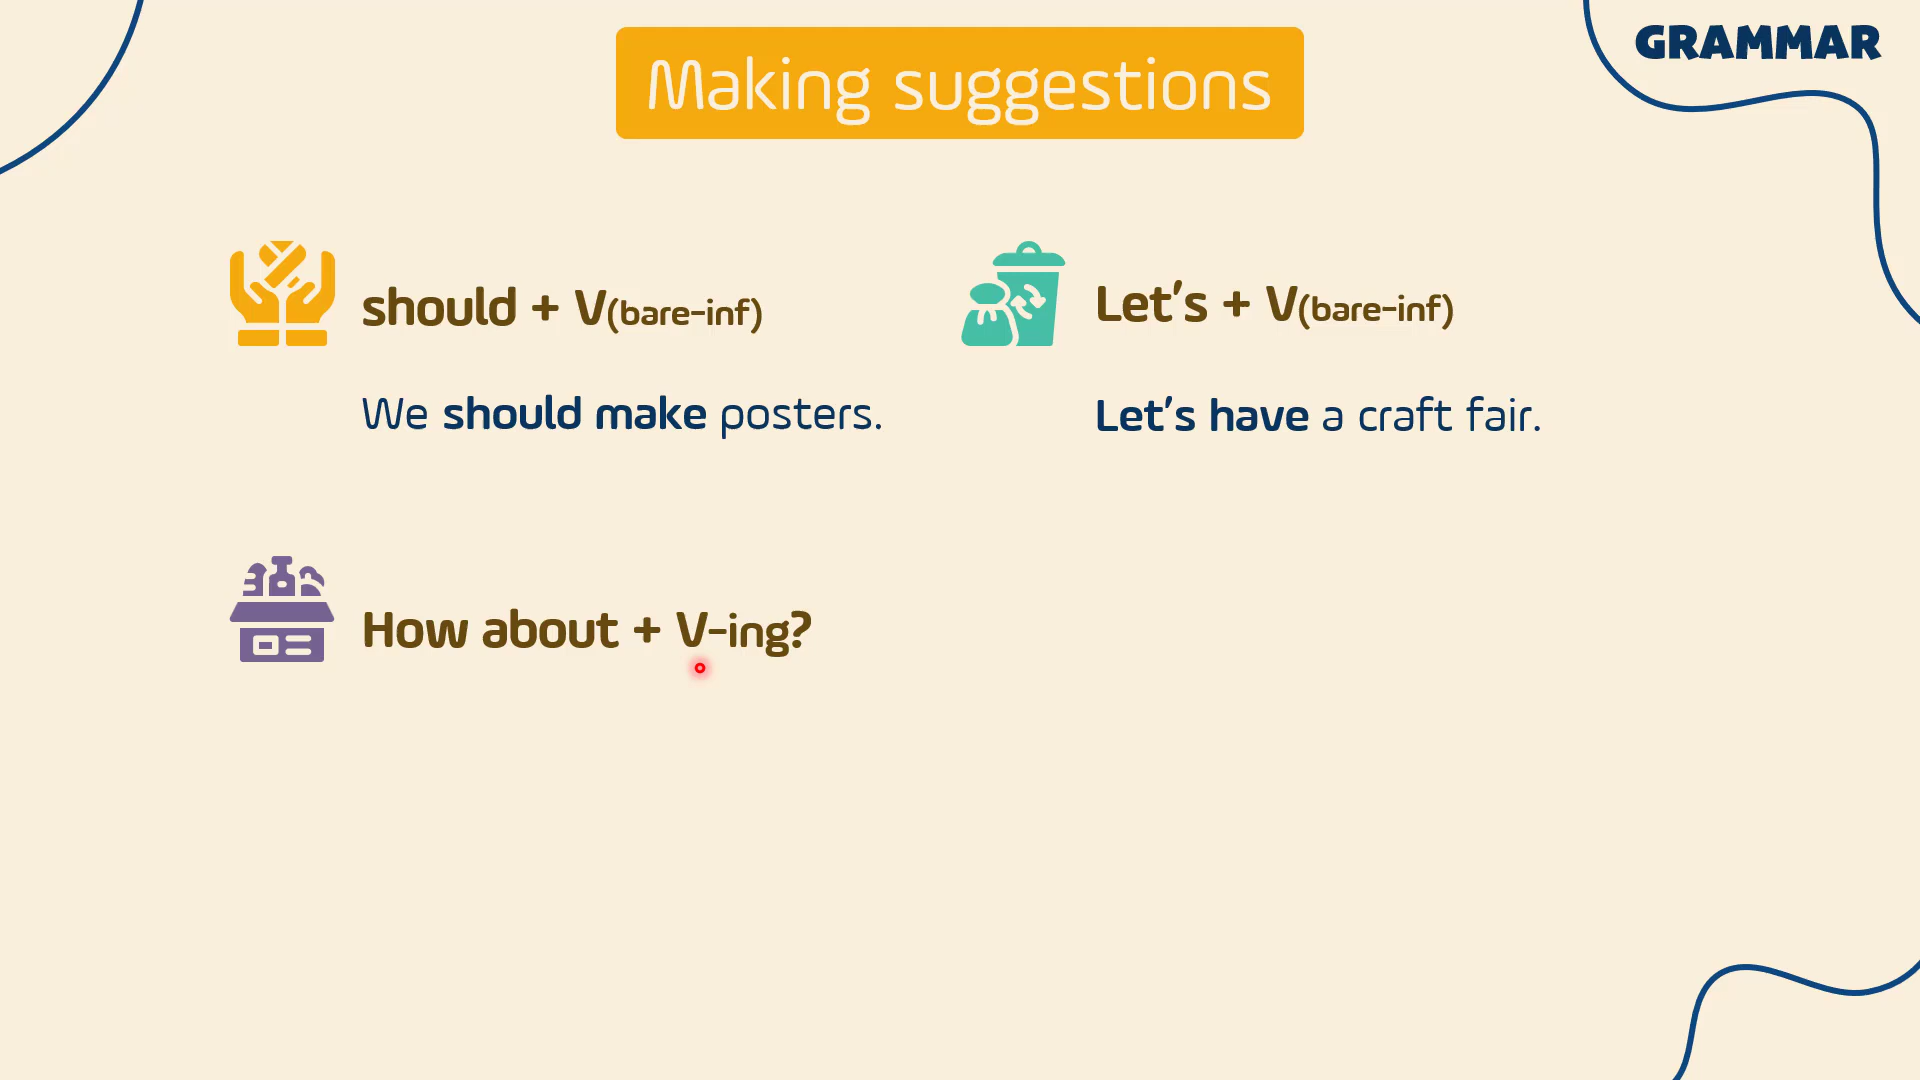 GRAMMAR
Making suggestions
should + V(bare-inf)
We should make posters.
Let's + V(bare-inf)
Let's have a craft fair.
How about + V-ing?